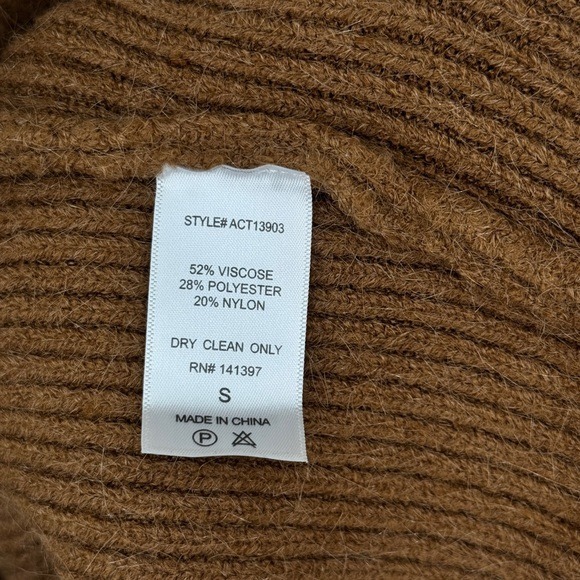 STYLE# ACT13903
52% VISCOSE
28% POLYESTER
20% NYLON
DRY CLEAN ONLY
RN# 141397
S
MADE IN CHINA
P